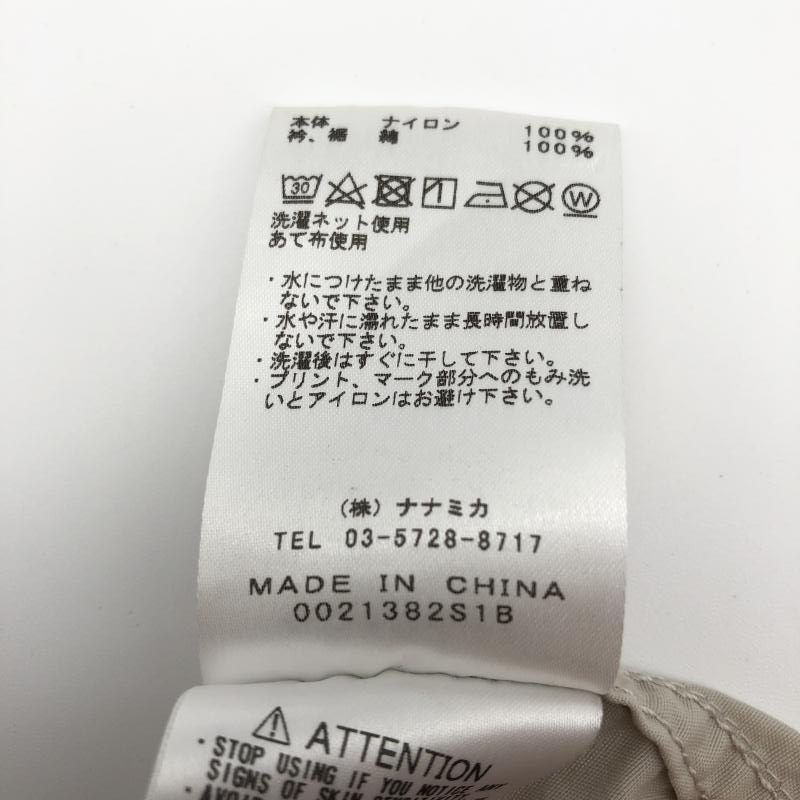 本体 ナイロン 100%
衿、裾 綿 100%
30 W
洗濯ネット使用
あて布使用
・水につけたまま他の洗濯物と重ね
ないで下さい。
・水や汗に濡れたまま長時間放置し
ないで下さい。
・洗濯後はすぐに干して下さい。
・プリント、マーク部分へのもみ洗
いとアイロンはお避け下さい。
(株)ナナミカ
TEL 03-5728-8717
MADE IN CHINA
0021382S1B
ATTENTION
・STOP USING IF YOU NOTICE ANY
SIGNS OF SKIN